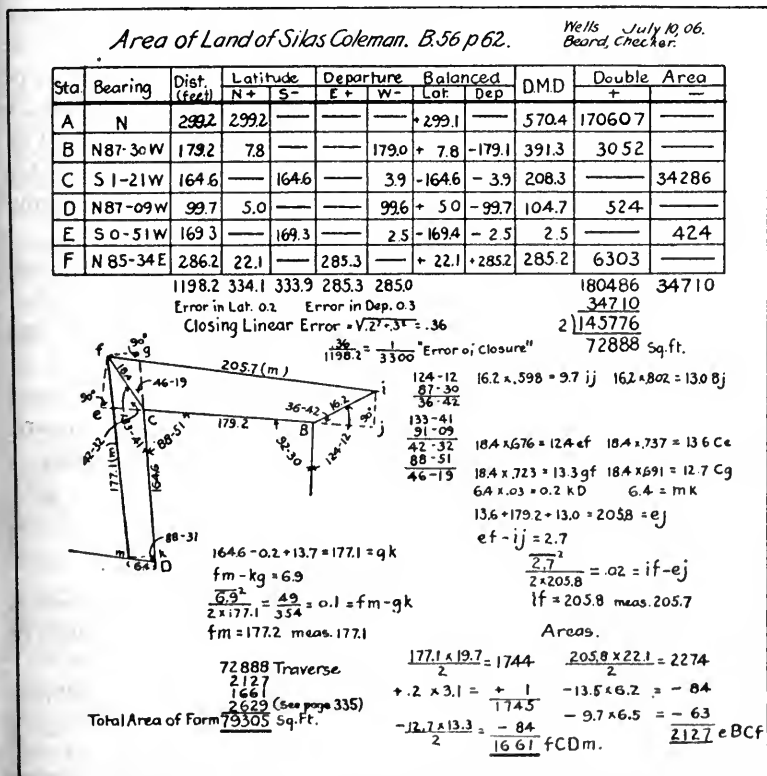 Area of Land of Silas Coleman. B.56 p 62.
Wells July 10, 06.
Beard, Checker.
Sta. Bearing Dist. (feet) Latitude N + S - Departure E + W - Balanced Lat. Dep D.M.D Double Area + —
A N 299.2 299.2 — — — +299.1 — 570.4 170607 —
B N87-30W 179.2 7.8 — — 179.0 + 7.8 -179.1 391.3 3052 —
C S 1-21W 164.6 — 164.6 — 3.9 -164.6 - 3.9 208.3 — 34286
D N87-09W 99.7 5.0 — — 99.6 + 5.0 -99.7 104.7 524 —
E S 0-51W 169.3 — 169.3 — 2.5 -169.4 - 2.5 2.5 — 424
F N 85-34E 286.2 22.1 — 285.3 — + 22.1 +285.2 285.2 6303 —
1198.2 334.1 333.9 285.3 285.0 180486 34710
Error in Lat. 0.2 Error in Dep. 0.3 34710
Closing Linear Error = √.2²+.3² = .36 2)145776
.36/1198.2 = 1/3300 "Error of Closure" 72888 Sq.ft.
f 90° g
18.4
46-19
205.7 (m)
i
90° e
C
179.2
36-42
16.2
B
90°
j
42-32
133-41
88-51
92-30
124-12
177.1(m)
164.6
88-31
m k
6.4 D
124-12
87-30
36-42
133-41
91-09
42-32
88-51
46-19
16.2 x .598 = 9.7 ij 16.2 x .802 = 13.0 Bj
18.4 x .676 = 12.4 ef 18.4 x .737 = 13.6 Ce
18.4 x .723 = 13.3 gf 18.4 x .691 = 12.7 Cg
6.4 x .03 = 0.2 kD 6.4 = mk
13.6 + 179.2 + 13.0 = 205.8 = ej
ef - ij = 2.7
2.7²/2 x 205.8 = .02 = if - ej
if = 205.8 meas. 205.7
164.6 - 0.2 + 13.7 = 177.1 = gk
fm - kg = 6.9
6.9²/2 x 177.1 = 49/354 = 0.1 = fm - gk
fm = 177.2 meas. 177.1
72888 Traverse
2127
1661
2629 (See page 335)
Total Area of Farm 79305 Sq.Ft.
Areas.
177.1 x 19.7/2 = 1744
+ .2 x 3.1 = + 1
1745
-12.7 x 13.3/2 = - 84
1661 fCDm.
205.8 x 22.1/2 = 2274
-13.5 x 6.2 = - 84
- 9.7 x 6.5 = - 63
2127 eBCf